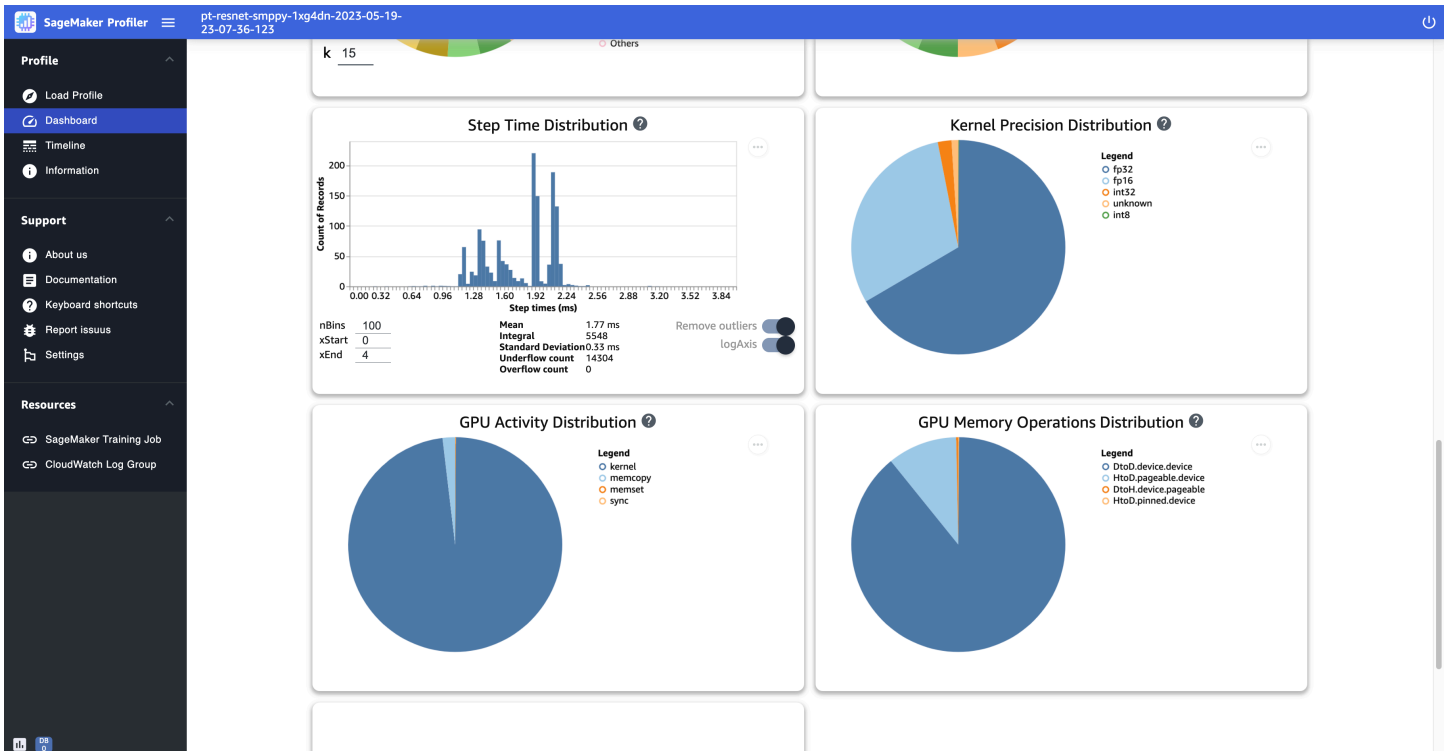 SageMaker Profiler
pt-resnet-smppy-1xg4dn-2023-05-19-
23-07-36-123
Profile
Load Profile
Dashboard
Timeline
Information
Support
About us
Documentation
Keyboard shortcuts
Report issuus
Settings
Resources
SageMaker Training Job
CloudWatch Log Group
DB
0
k 15
Others
Step Time Distribution ?
Count of Records
200
150
100
50
0
0.00 0.32 0.64 0.96 1.28 1.60 1.92 2.24 2.56 2.88 3.20 3.52 3.84
Step times (ms)
nBins 100
xStart 0
xEnd 4
Mean 1.77 ms
Integral 5548
Standard Deviation 0.33 ms
Underflow count 14304
Overflow count 0
Remove outliers
logAxis
Kernel Precision Distribution ?
Legend
fp32
fp16
int32
unknown
int8
GPU Activity Distribution ?
Legend
kernel
memcopy
memset
sync
GPU Memory Operations Distribution ?
Legend
DtoD.device.device
HtoD.pageable.device
DtoH.device.pageable
HtoD.pinned.device